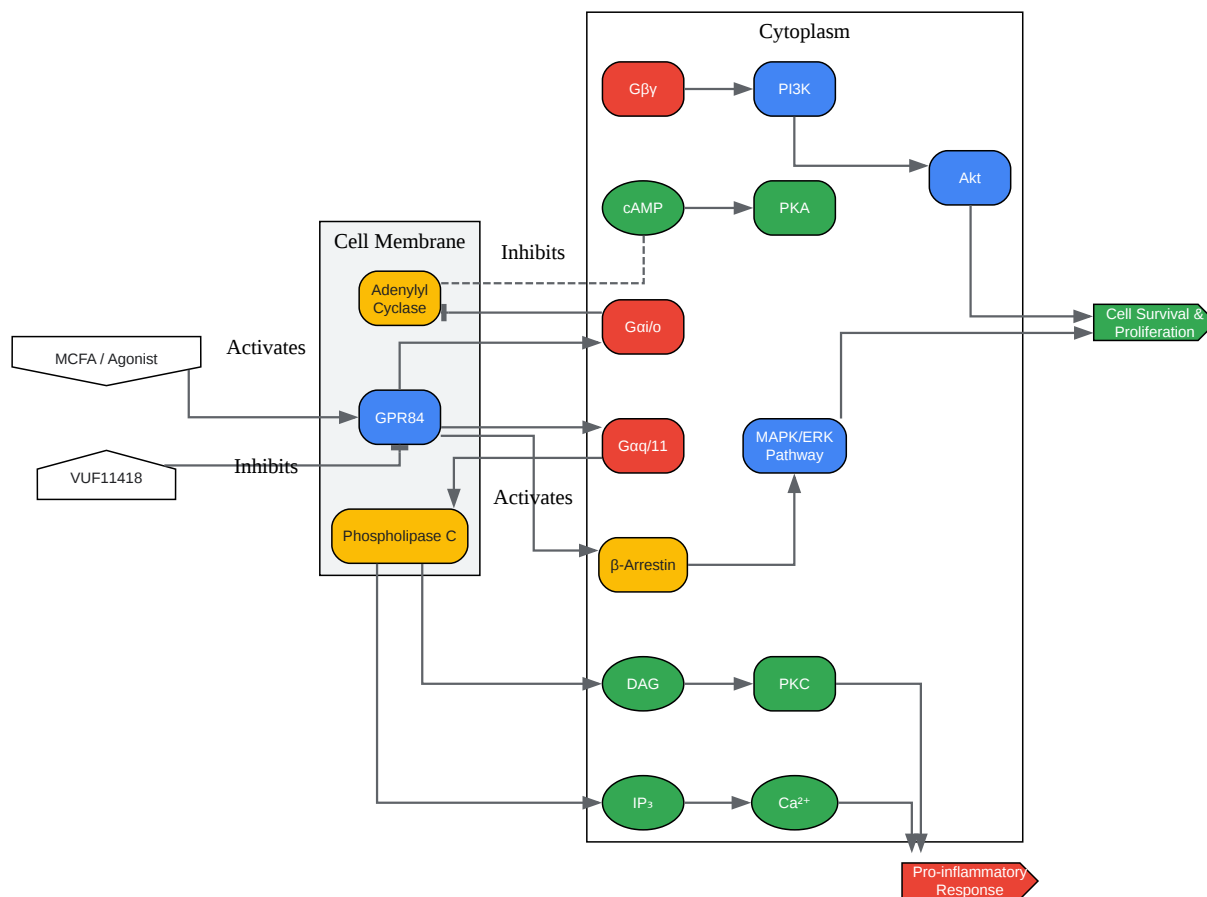 Cytoplasm
Gβγ
PI3K
Akt
cAMP
PKA
Cell Membrane
Inhibits
Adenylyl
Cyclase
Gαi/o
Cell Survival &
Proliferation
MCFA / Agonist
Activates
GPR84
Gαq/11
MAPK/ERK
Pathway
VUF11418
Inhibits
Activates
Phospholipase C
β-Arrestin
DAG
PKC
IP₃
Ca²⁺
Pro-inflammatory
Response